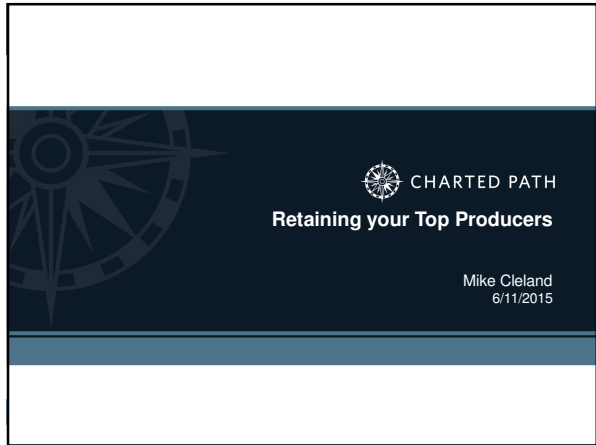 CHARTED PATH
Retaining your Top Producers
Mike Cleland
6/11/2015